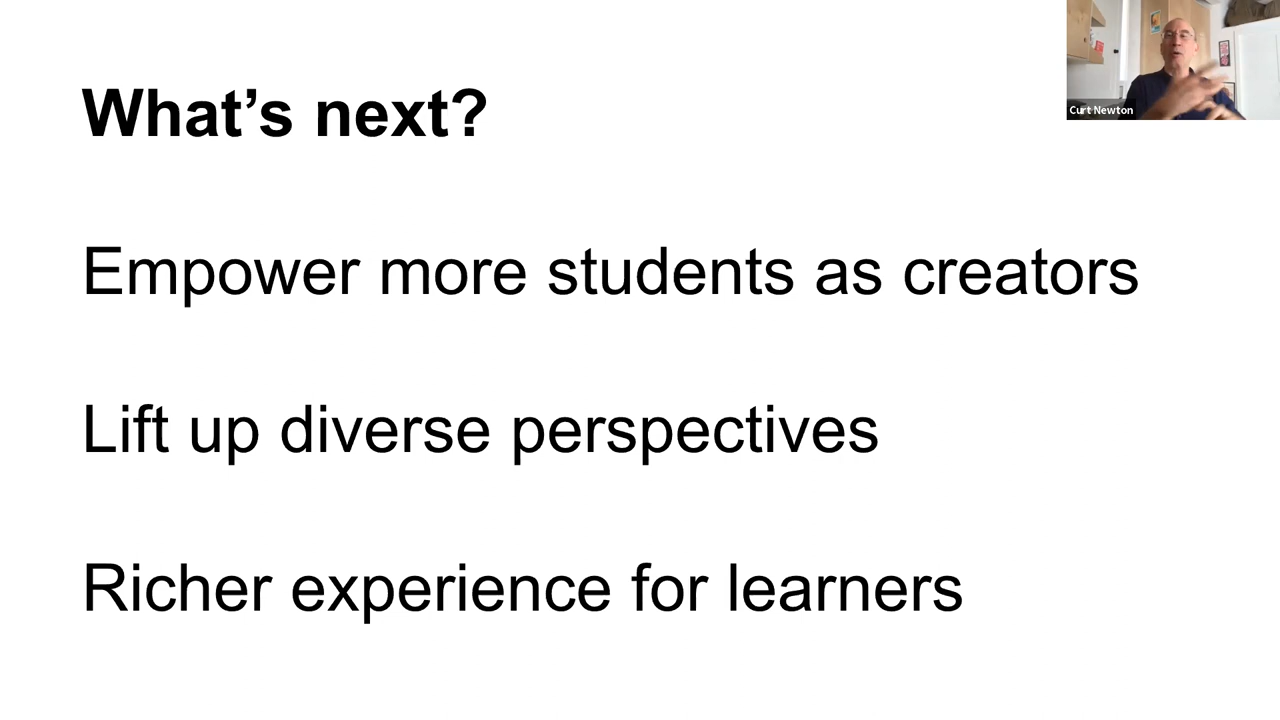 What's next?
Empower more students as creators
Lift up diverse perspectives
Richer experience for learners
Curt Newton